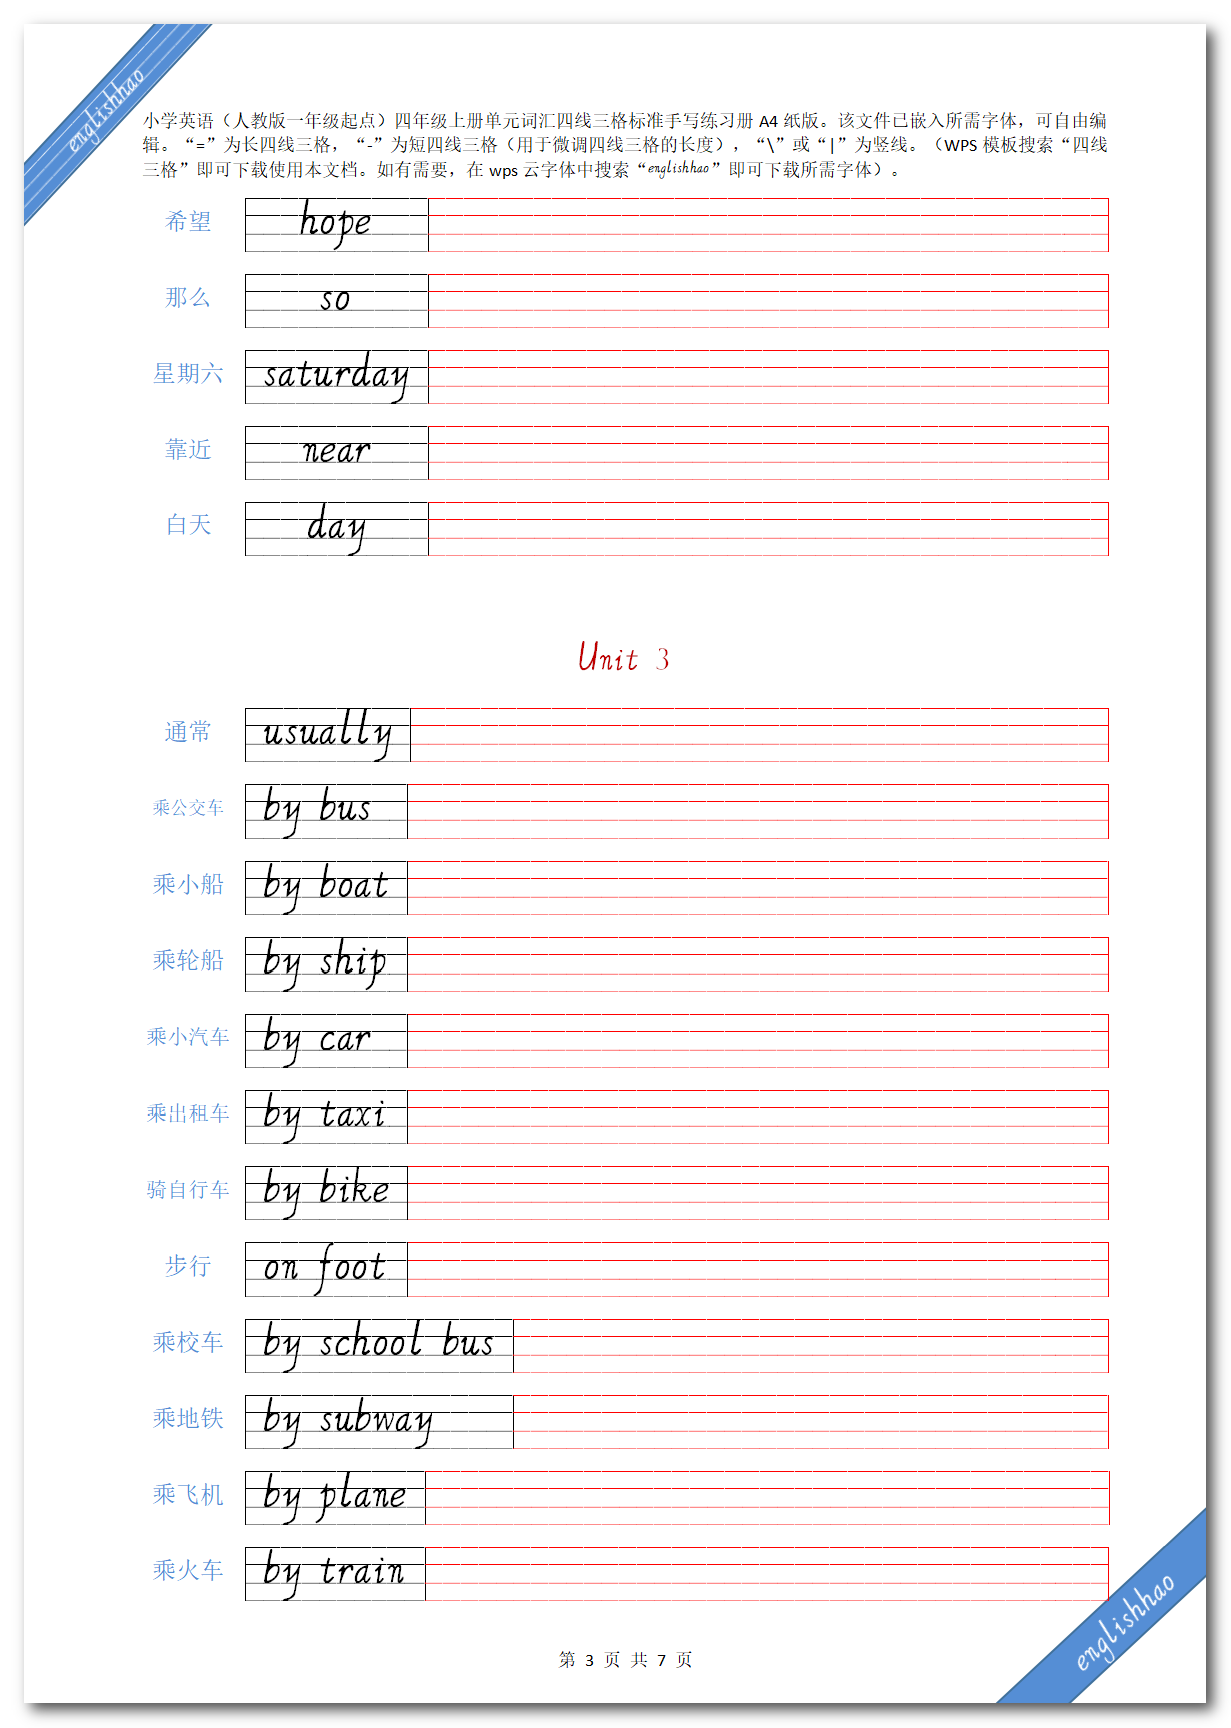 englishhao
小学英语（人教版一年级起点）四年级上册单元词汇四线三格标准手写练习册 A4 纸版。该文件已嵌入所需字体，可自由编
辑。“=”为长四线三格，“-”为短四线三格（用于微调四线三格的长度），“\”或“|”为竖线。（WPS 模板搜索“四线
三格”即可下载使用本文档。如有需要，在 wps 云字体中搜索“englishhao”即可下载所需字体）。
希望 hope
那么 so
星期六 saturday
靠近 near
白天 day
Unit 3
通常 usually
乘公交车 by bus
乘小船 by boat
乘轮船 by ship
乘小汽车 by car
乘出租车 by taxi
骑自行车 by bike
步行 on foot
乘校车 by school bus
乘地铁 by subway
乘飞机 by plane
乘火车 by train
englishhao
第 3 页 共 7 页